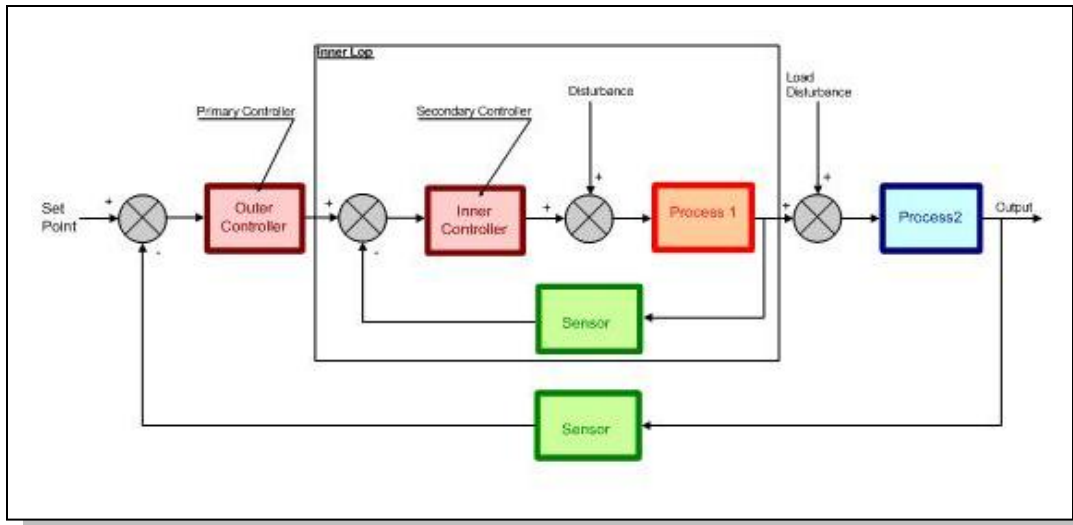 Inner Lop
Load
Disturbance
Disturbance
Primary Controller
Secondary Controller
+
+
Set
Point
+
Outer
Controller
+
Inner
Controller
+
Process 1
+
Process2
Output
-
-
Sensor
Sensor